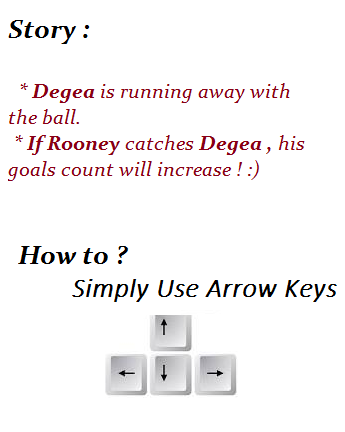 Story :
* Degea is running away with
the ball.
* If Rooney catches Degea , his
goals count will increase ! :)
How to ?
Simply Use Arrow Keys
↑
← ↓ →